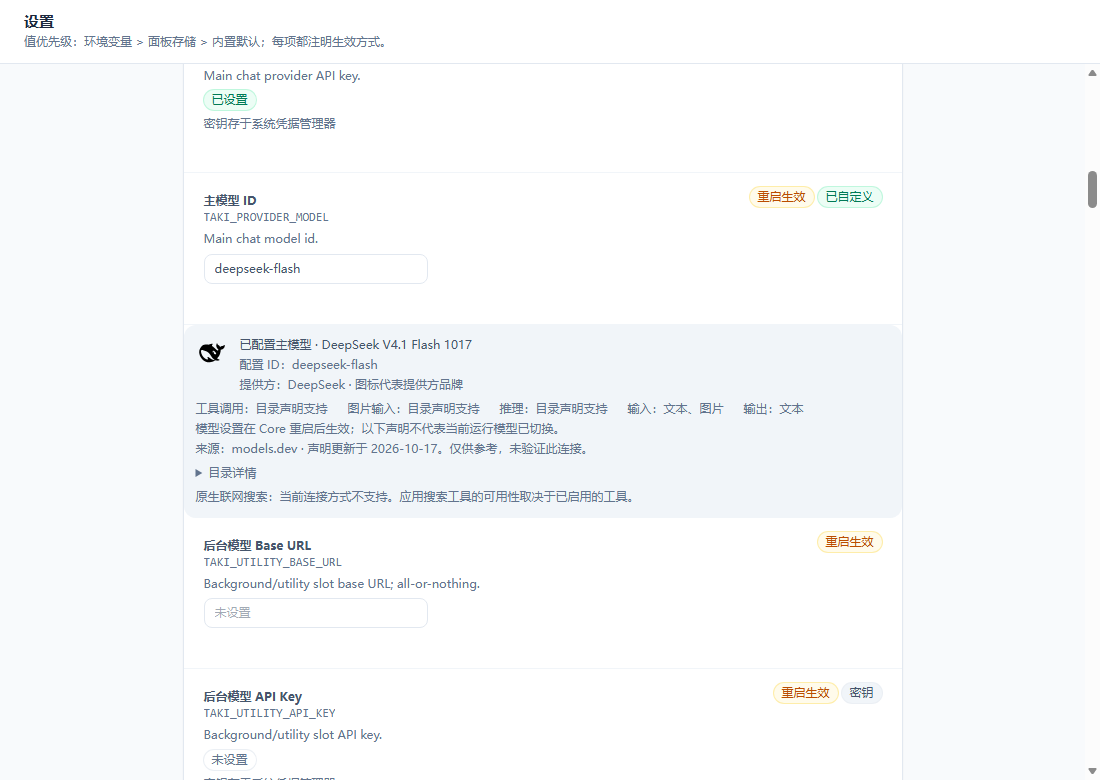 设置
值优先级：环境变量 > 面板存储 > 内置默认；每项都注明生效方式。
Main chat provider API key.
已设置
密钥存于系统凭据管理器
主模型 ID
重启生效 已自定义
TAKI_PROVIDER_MODEL
Main chat model id.
deepseek-flash
已配置主模型 · DeepSeek V4.1 Flash 1017
配置 ID：deepseek-flash
提供方：DeepSeek · 图标代表提供方品牌
工具调用：目录声明支持 图片输入：目录声明支持 推理：目录声明支持 输入：文本、图片 输出：文本
模型设置在 Core 重启后生效；以下声明不代表当前运行模型已切换。
来源：models.dev · 声明更新于 2026-10-17。仅供参考，未验证此连接。
目录详情
原生联网搜索：当前连接方式不支持。应用搜索工具的可用性取决于已启用的工具。
后台模型 Base URL
重启生效
TAKI_UTILITY_BASE_URL
Background/utility slot base URL; all-or-nothing.
未设置
后台模型 API Key
重启生效 密钥
TAKI_UTILITY_API_KEY
Background/utility slot API key.
未设置
密钥存于系统凭据管理器